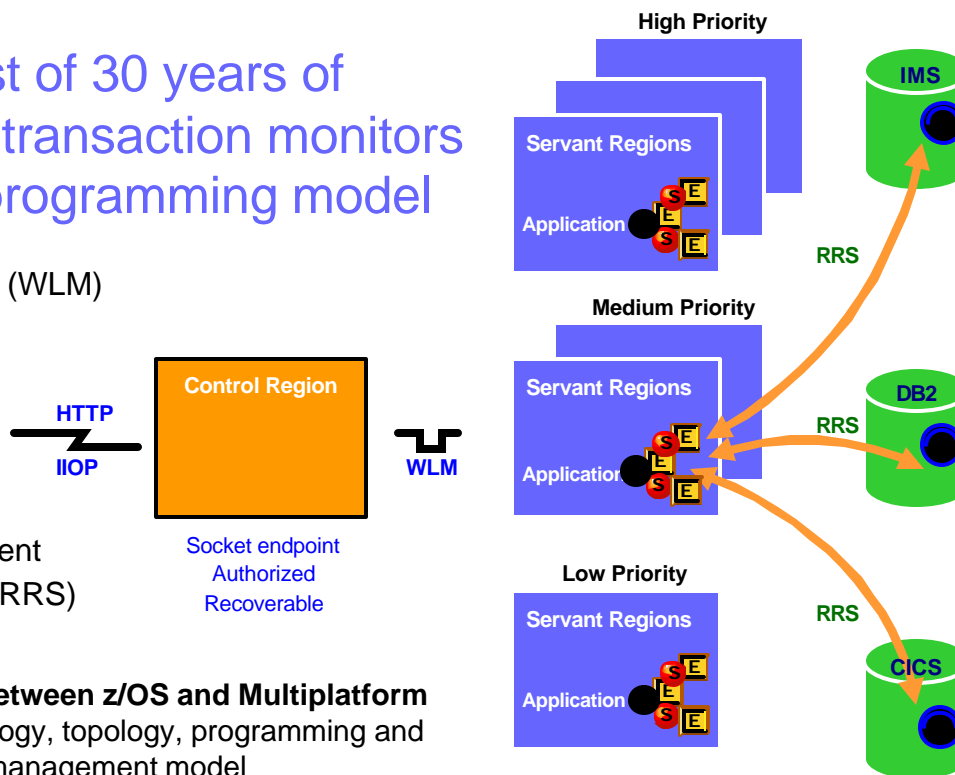 st of 30 years of
transaction monitors
programming model
(WLM)
HTTP
IIOP
Control Region
WLM
Socket endpoint
Authorized
Recoverable
ent
RRS)
etween z/OS and Multiplatform
ogy, topology, programming and
management model
High Priority
Servant Regions
Application
S E
E
S E
Medium Priority
Servant Regions
Application
S E
E
S E
Low Priority
Servant Regions
Application
S E
E
S E
IMS
RRS
DB2
RRS
RRS
CICS